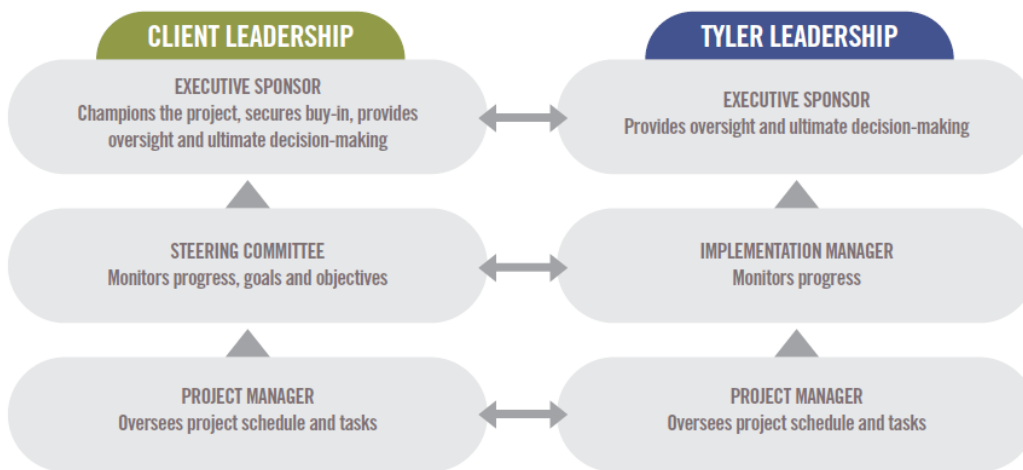 CLIENT LEADERSHIP
EXECUTIVE SPONSOR
Champions the project, secures buy-in, provides
oversight and ultimate decision-making
STEERING COMMITTEE
Monitors progress, goals and objectives
PROJECT MANAGER
Oversees project schedule and tasks
TYLER LEADERSHIP
EXECUTIVE SPONSOR
Provides oversight and ultimate decision-making
IMPLEMENTATION MANAGER
Monitors progress
PROJECT MANAGER
Oversees project schedule and tasks